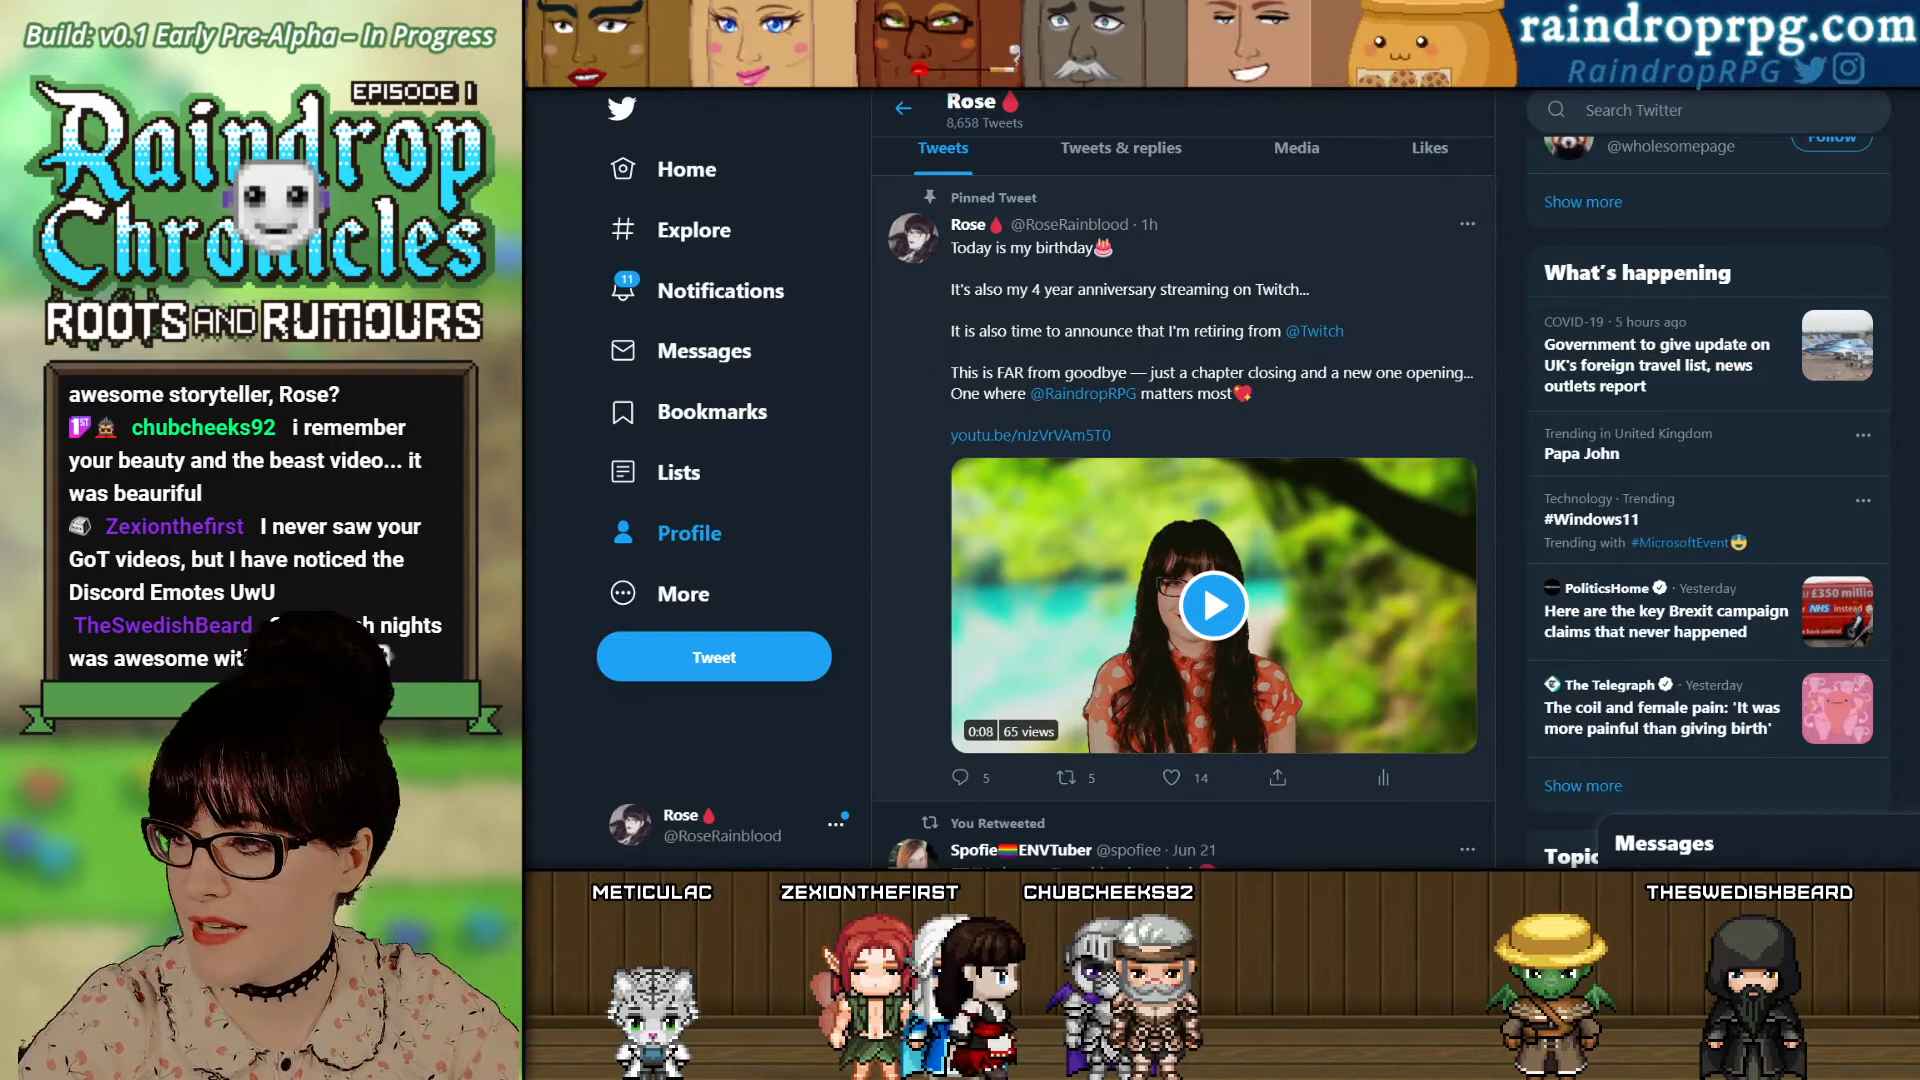 Build: v0.1 Early Pre-Alpha – In Progress
EPISODE I
Raindrop
Chronicles
ROOTS AND RUMOURS
awesome storyteller, Rose?
chubcheeks92 i remember
your beauty and the beast video... it
was beauriful
Zexionthefirst I never saw your
GoT videos, but I have noticed the
Discord Emotes UwU
TheSwedishBeard h nights
was awesome wit
raindroprpg.com
RaindropRPG
Home
Explore
11
Notifications
Messages
Bookmarks
Lists
Profile
More
Tweet
Rose🩸
@RoseRainblood
Rose🩸
8,658 Tweets
Tweets
Tweets & replies
Media
Likes
Pinned Tweet
Rose🩸 @RoseRainblood · 1h
Today is my birthday🎂
It's also my 4 year anniversary streaming on Twitch...
It is also time to announce that I'm retiring from @Twitch
This is FAR from goodbye — just a chapter closing and a new one opening...
One where @RaindropRPG matters most💖
youtu.be/nJzVrVAm5T0
0:08 65 views
5
5
14
You Retweeted
Spofie🏳️‍🌈ENVTuber @spofiee · Jun 21
Search Twitter
@wholesomepage
Follow
Show more
What's happening
COVID-19 · 5 hours ago
Government to give update on
UK's foreign travel list, news
outlets report
Trending in United Kingdom
Papa John
Technology · Trending
#Windows11
Trending with #MicrosoftEvent
PoliticsHome · Yesterday
Here are the key Brexit campaign
claims that never happened
£350 millio
NHS instead
The Telegraph · Yesterday
The coil and female pain: 'It was
more painful than giving birth'
Show more
Topic
Messages
METICULAC
ZEXIONTHEFIRST
CHUBCHEEKS92
THESWEDISHBEARD